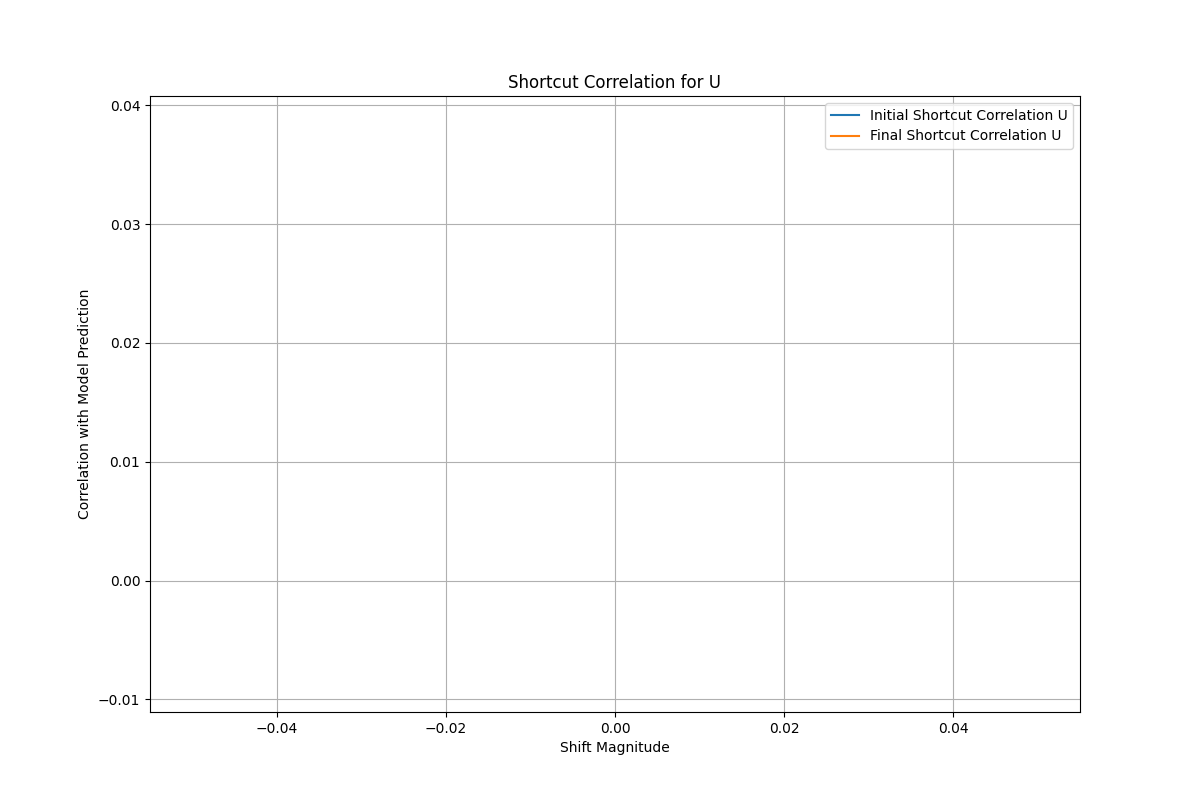 Shortcut Correlation for U
Initial Shortcut Correlation U
Final Shortcut Correlation U
Correlation with Model Prediction
0.04
0.03
0.02
0.01
0.00
−0.01
−0.04
−0.02
0.00
0.02
0.04
Shift Magnitude